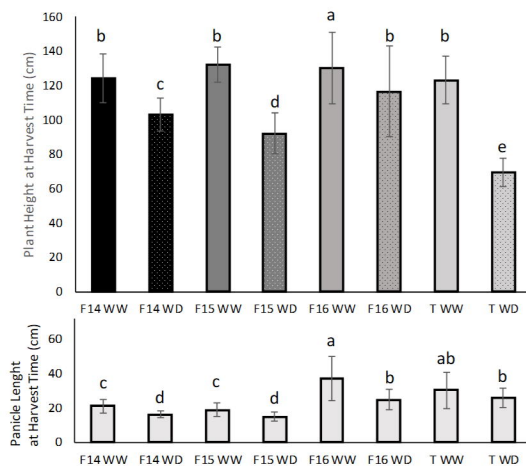 Plant Height at Harvest Time (cm)
160
140
120
100
80
60
40
20
0
b
c
b
d
a
b
b
e
F14 WW F14 WD F15 WW F15 WD F16 WW F16 WD T WW T WD
Panicle Lenght
at Harvest Time (cm)
60
40
20
0
c
d
c
d
a
b
ab
b
F14 WW F14 WD F15 WW F15 WD F16 WW F16 WD T WW T WD